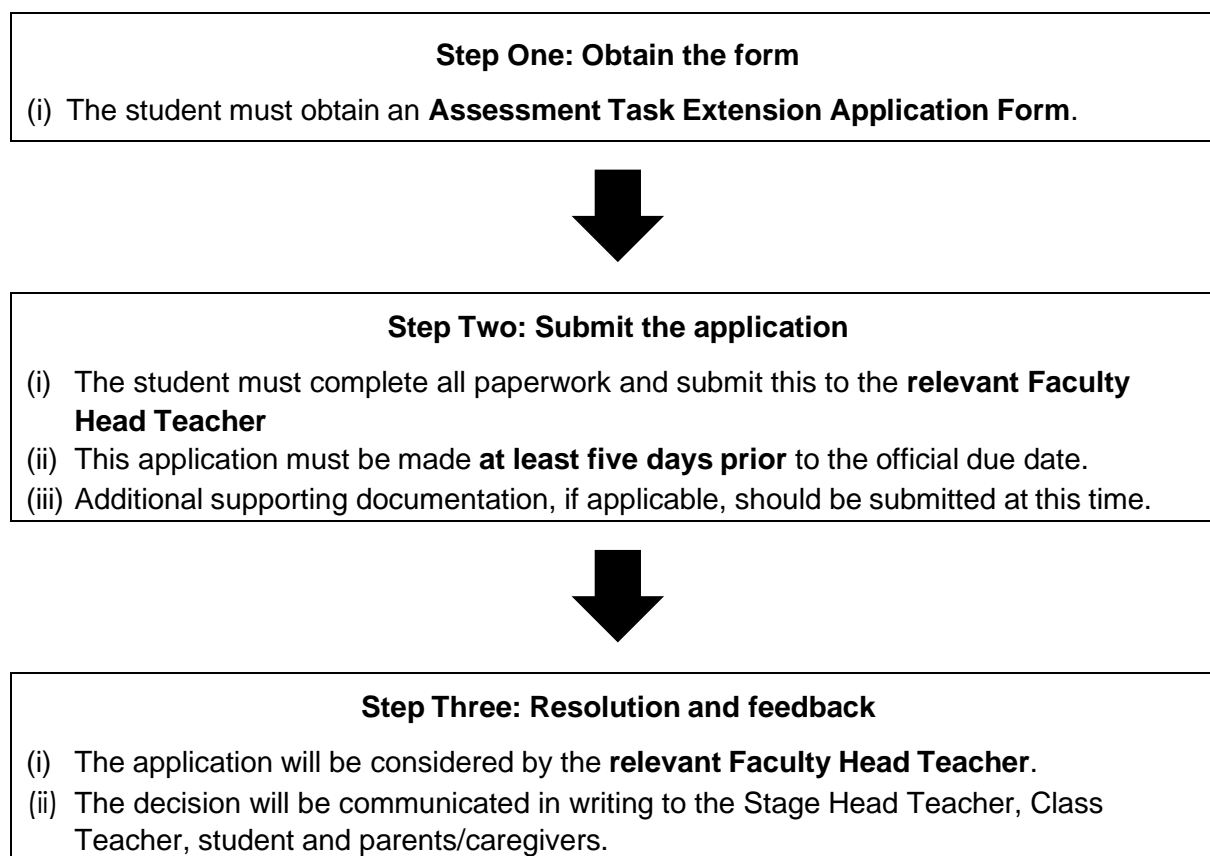 Step One: Obtain the form
(i) The student must obtain an Assessment Task Extension Application Form.
Step Two: Submit the application
(i) The student must complete all paperwork and submit this to the relevant Faculty
Head Teacher
(ii) This application must be made at least five days prior to the official due date.
(iii) Additional supporting documentation, if applicable, should be submitted at this time.
Step Three: Resolution and feedback
(i) The application will be considered by the relevant Faculty Head Teacher.
(ii) The decision will be communicated in writing to the Stage Head Teacher, Class
Teacher, student and parents/caregivers.